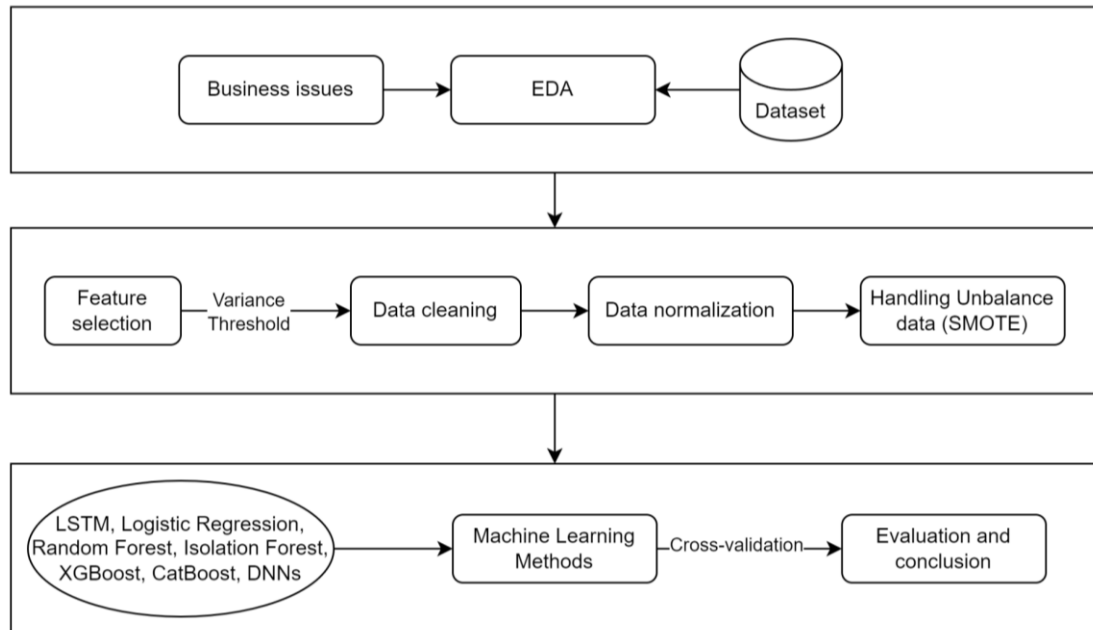 Business issues
EDA
Dataset
Feature
selection
Variance
Threshold
Data cleaning
Data normalization
Handling Unbalance
data (SMOTE)
LSTM, Logistic Regression,
Random Forest, Isolation Forest,
XGBoost, CatBoost, DNNs
Machine Learning
Methods
Cross-validation
Evaluation and
conclusion